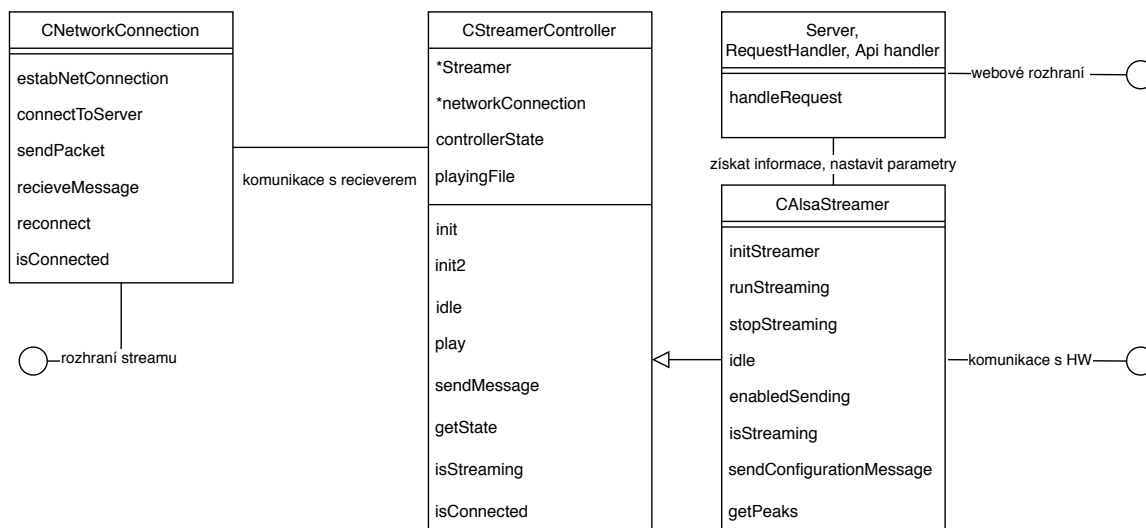 CNetworkConnection
estabNetConnection
connectToServer
sendPacket
recieveMessage
reconnect
isConnected
rozhraní streamu
komunikace s recieverem
CStreamerController
*Streamer
*networkConnection
controllerState
playingFile
init
init2
idle
play
sendMessage
getState
isStreaming
isConnected
Server,
RequestHandler, Api handler
handleRequest
webové rozhraní
získat informace, nastavit parametry
CAlsaStreamer
initStreamer
runStreaming
stopStreaming
idle
enabledSending
isStreaming
sendConfigurationMessage
getPeaks
komunikace s HW